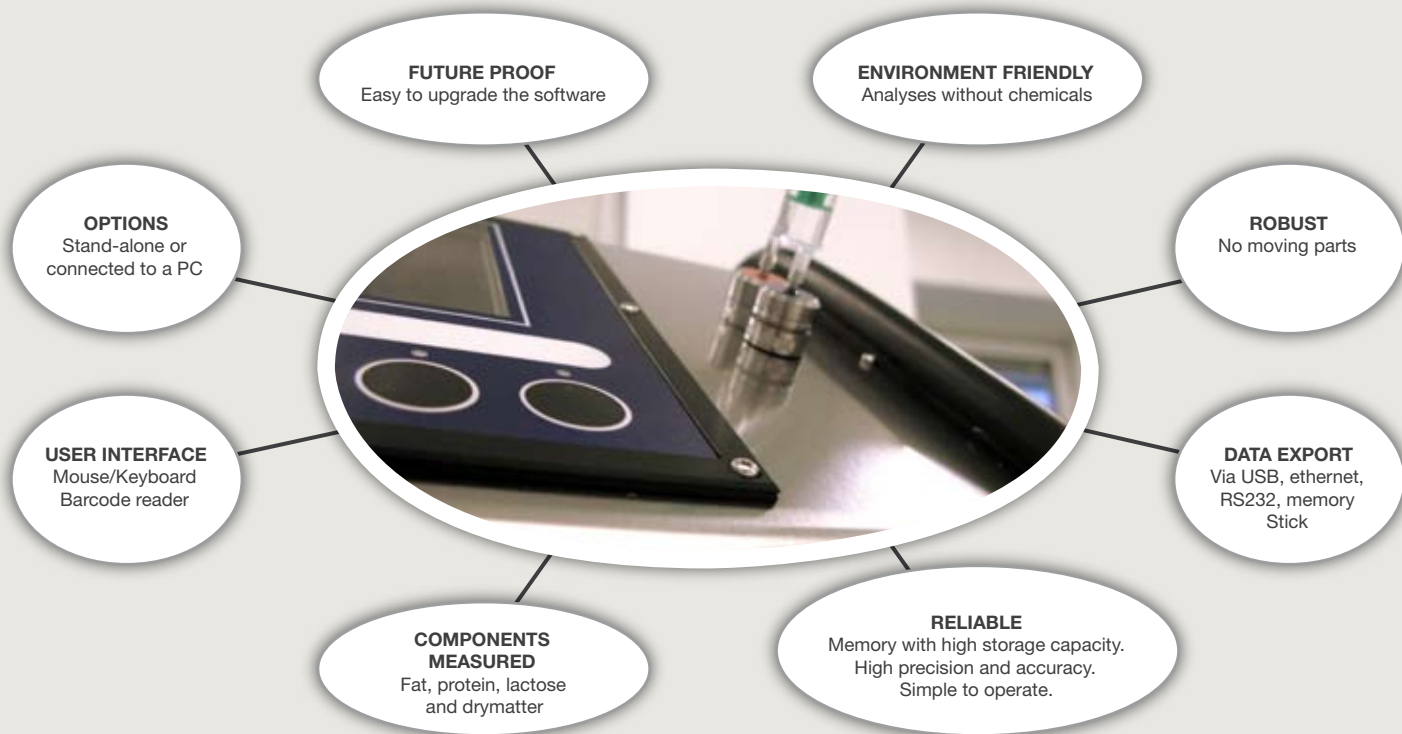 FUTURE PROOF
Easy to upgrade the software
ENVIRONMENT FRIENDLY
Analyses without chemicals
OPTIONS
Stand-alone or
connected to a PC
ROBUST
No moving parts
USER INTERFACE
Mouse/Keyboard
Barcode reader
DATA EXPORT
Via USB, ethernet,
RS232, memory
Stick
COMPONENTS
MEASURED
Fat, protein, lactose
and drymatter
RELIABLE
Memory with high storage capacity.
High precision and accuracy.
Simple to operate.